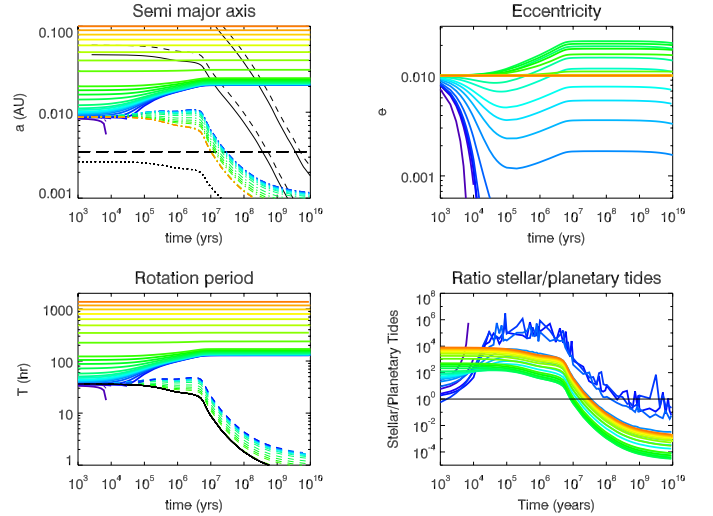 Semi major axis
Eccentricity
0.100
0.010
0.001
a (AU)
10^3 10^4 10^5 10^6 10^7 10^8 10^9 10^10
time (yrs)
0.010
0.001
e
10^3 10^4 10^5 10^6 10^7 10^8 10^9 10^10
time (yrs)
Rotation period
Ratio stellar/planetary tides
1000
100
10
1
T (hr)
10^3 10^4 10^5 10^6 10^7 10^8 10^9 10^10
time (yrs)
10^8
10^6
10^4
10^2
10^0
10^-2
10^-4
Stellar/Planetary Tides
10^3 10^4 10^5 10^6 10^7 10^8 10^9 10^10
Time (years)